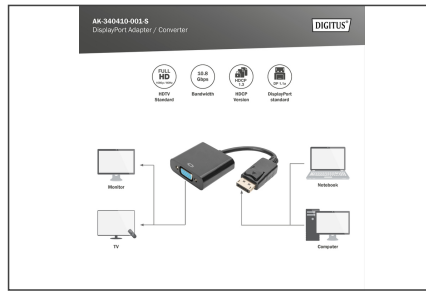 AK-340410-001-S
DisplayPort Adapter / Converter
DIGITUS®
FULL
HD
10.8
Gbps
HDCP
1.3
DP 1.1a
HDTV
Standard
Bandwidth
HDCP
Version
DisplayPort
standard
Monitor
Notebook
TV
Computer